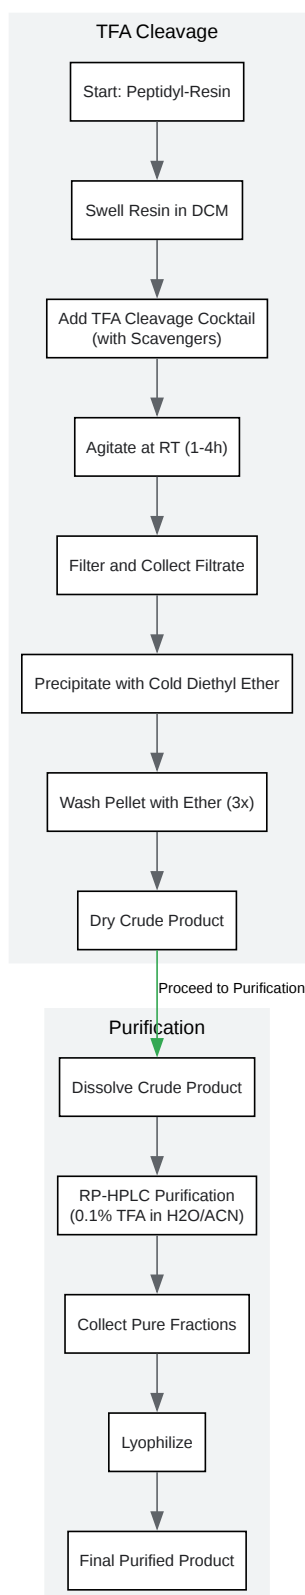 TFA Cleavage
Start: Peptidyl-Resin
Swell Resin in DCM
Add TFA Cleavage Cocktail
(with Scavengers)
Agitate at RT (1-4h)
Filter and Collect Filtrate
Precipitate with Cold Diethyl Ether
Wash Pellet with Ether (3x)
Dry Crude Product
Proceed to Purification
Purification
Dissolve Crude Product
RP-HPLC Purification
(0.1% TFA in H2O/ACN)
Collect Pure Fractions
Lyophilize
Final Purified Product